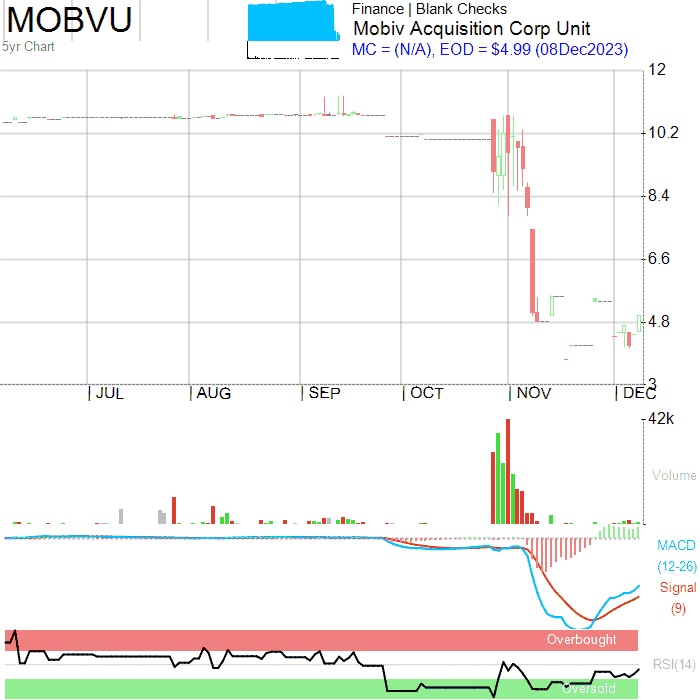 MOBVU
5yr Chart
Finance | Blank Checks
Mobiv Acquisition Corp Unit
MC = (N/A), EOD = $4.99 (08Dec2023)
12
10.2
8.4
6.6
4.8
3
JUL
AUG
SEP
OCT
NOV
DEC
42k
Volume
MACD
(12-26)
Signal
(9)
Overbought
RSI(14)
Oversold